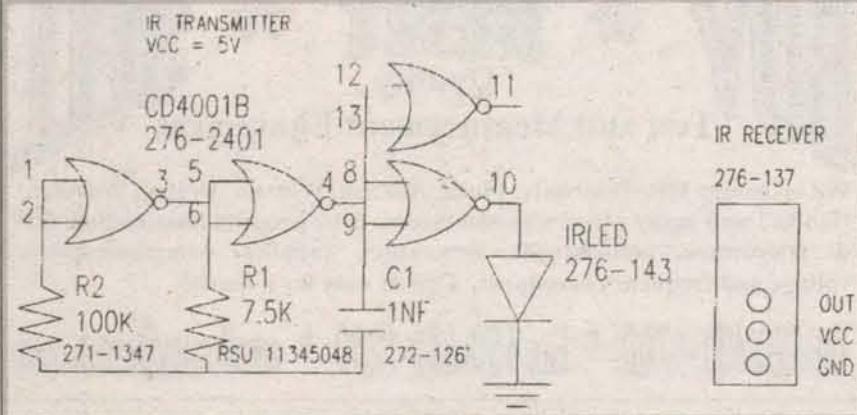 IR TRANSMITTER
VCC = 5V
CD4001B
276-2401
1
2
3
5
6
4
12
13
11
8
9
10
R2
100K
271-1347
R1
7.5K
RSU 11345048
C1
1NF
272-126
IRLED
276-143
IR RECEIVER
276-137
OUT
VCC
GND